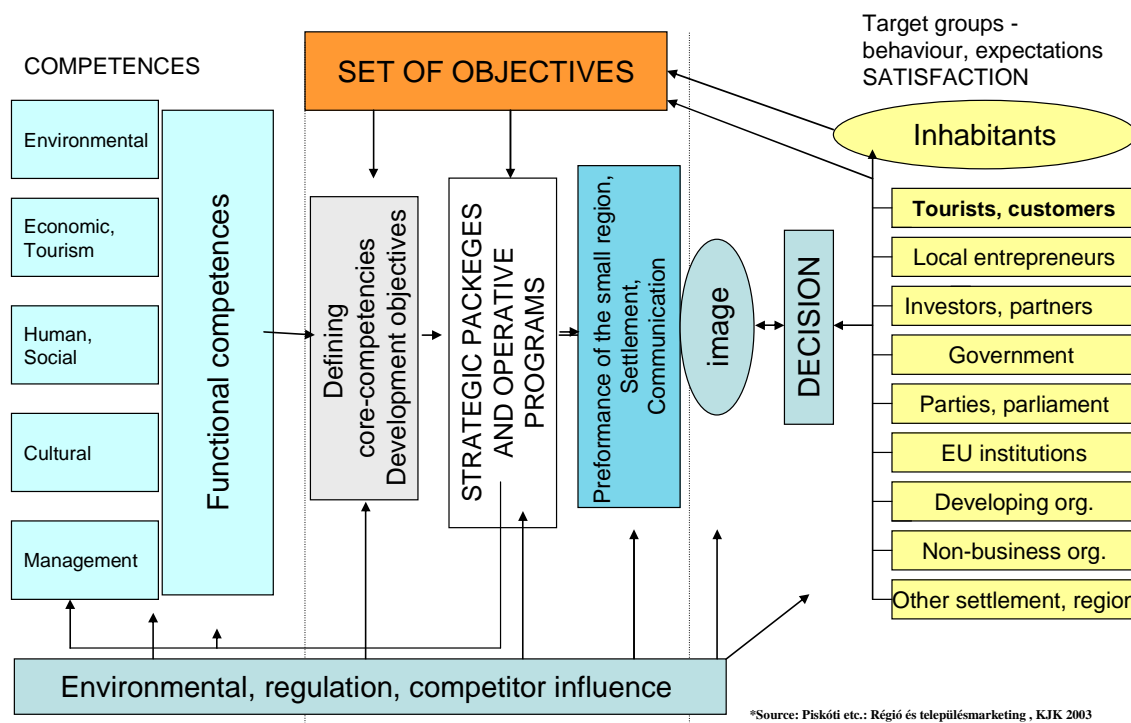 COMPETENCES
SET OF OBJECTIVES
Target groups -
behaviour, expectations
SATISFACTION
Inhabitants
Environmental
Economic,
Tourism
Human,
Social
Cultural
Management
Functional competences
Defining
core-competencies
Development objectives
STRATEGIC PACKEGES
AND OPERATIVE
PROGRAMS
Preformance of the small region,
Settlement,
Communication
image
DECISION
Tourists, customers
Local entrepreneurs
Investors, partners
Government
Parties, parliament
EU institutions
Developing org.
Non-business org.
Other settlement, region
Environmental, regulation, competitor influence
*Source: Piskóti etc.: Régió és településmarketing , KJK 2003